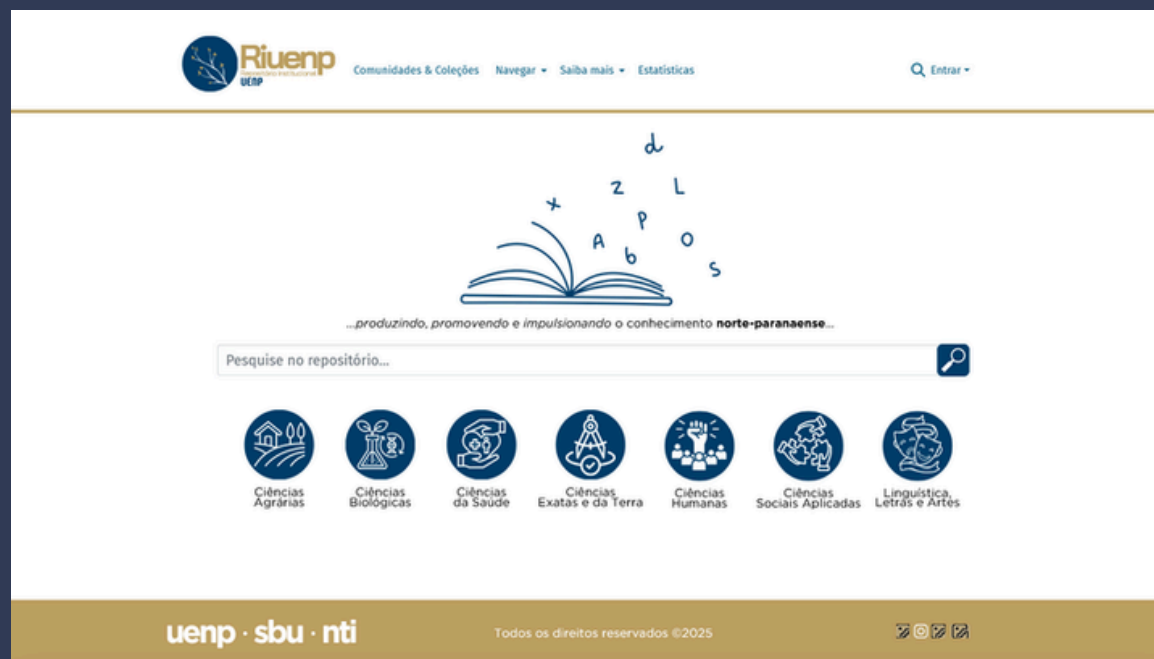 Riuenp
Repositório Institucional
UENP
Comunidades & Coleções Navegar Saiba mais Estatísticas Entrar
d
z L
x
P
A O
b
S
...produzindo, promovendo e impulsionando o conhecimento norte-paranaense...
Pesquise no repositório...
Ciências
Agrárias
Ciências
Biológicas
Ciências
da Saúde
Ciências
Exatas e da Terra
Ciências
Humanas
Ciências
Sociais Aplicadas
Linguística,
Letras e Artes
uenp · sbu · nti
Todos os direitos reservados ©2025